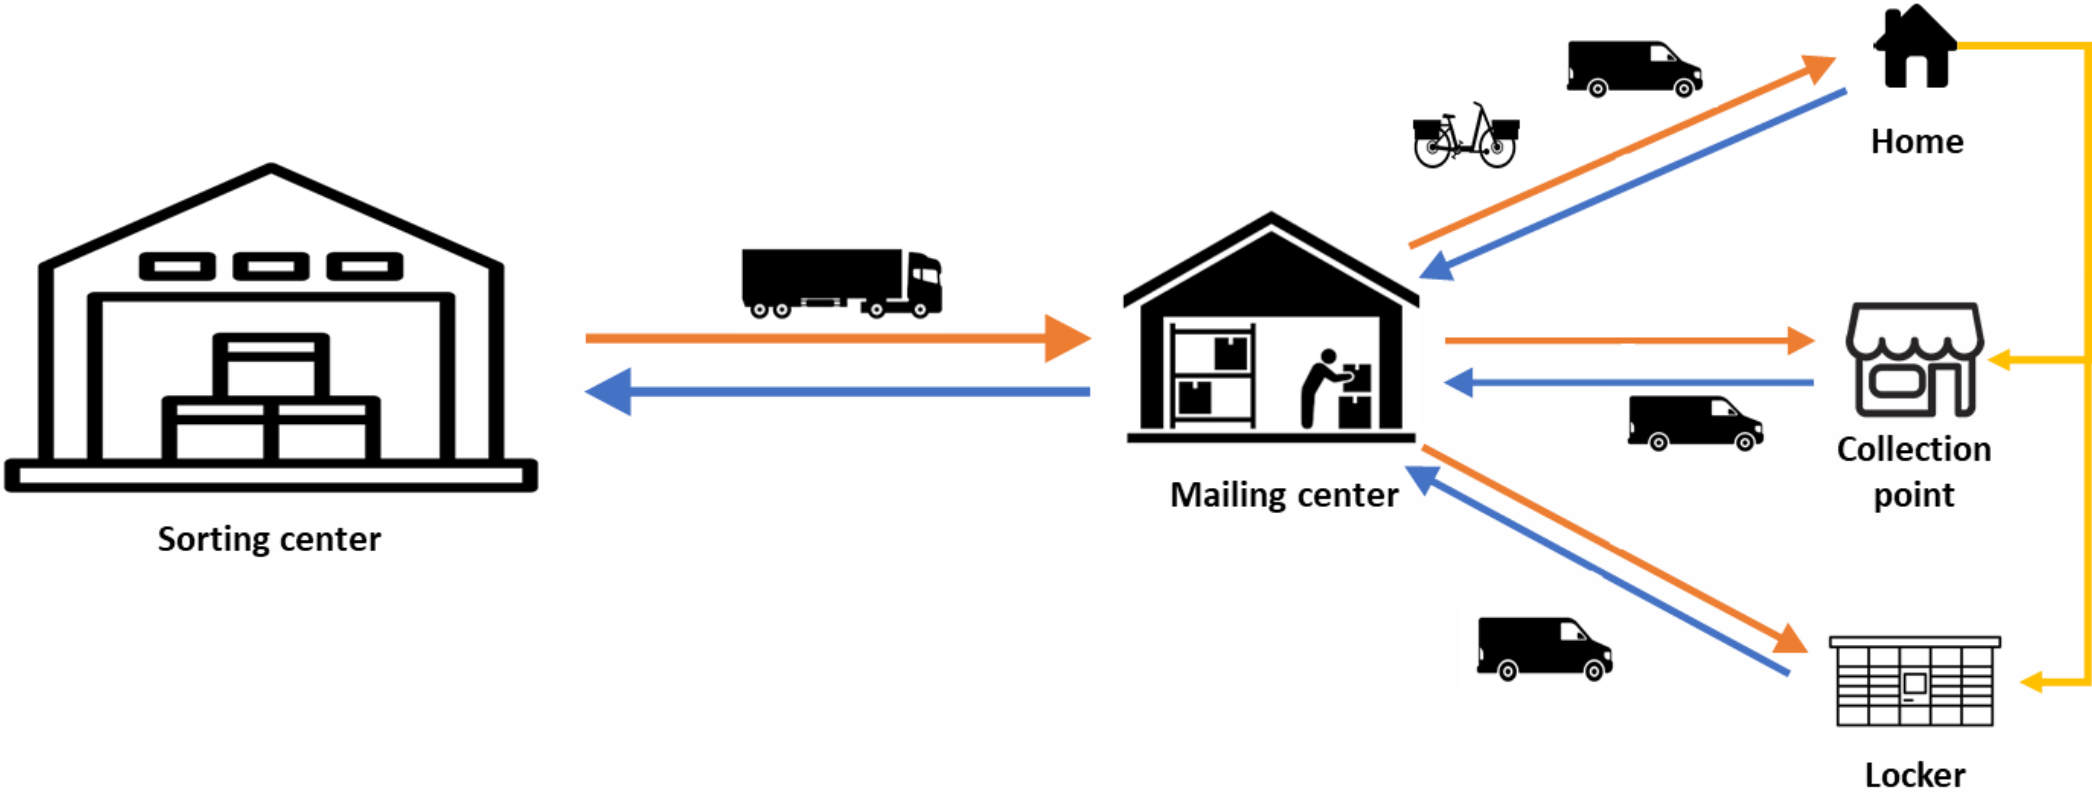 Home
Collection
point
Mailing center
Sorting center
Locker